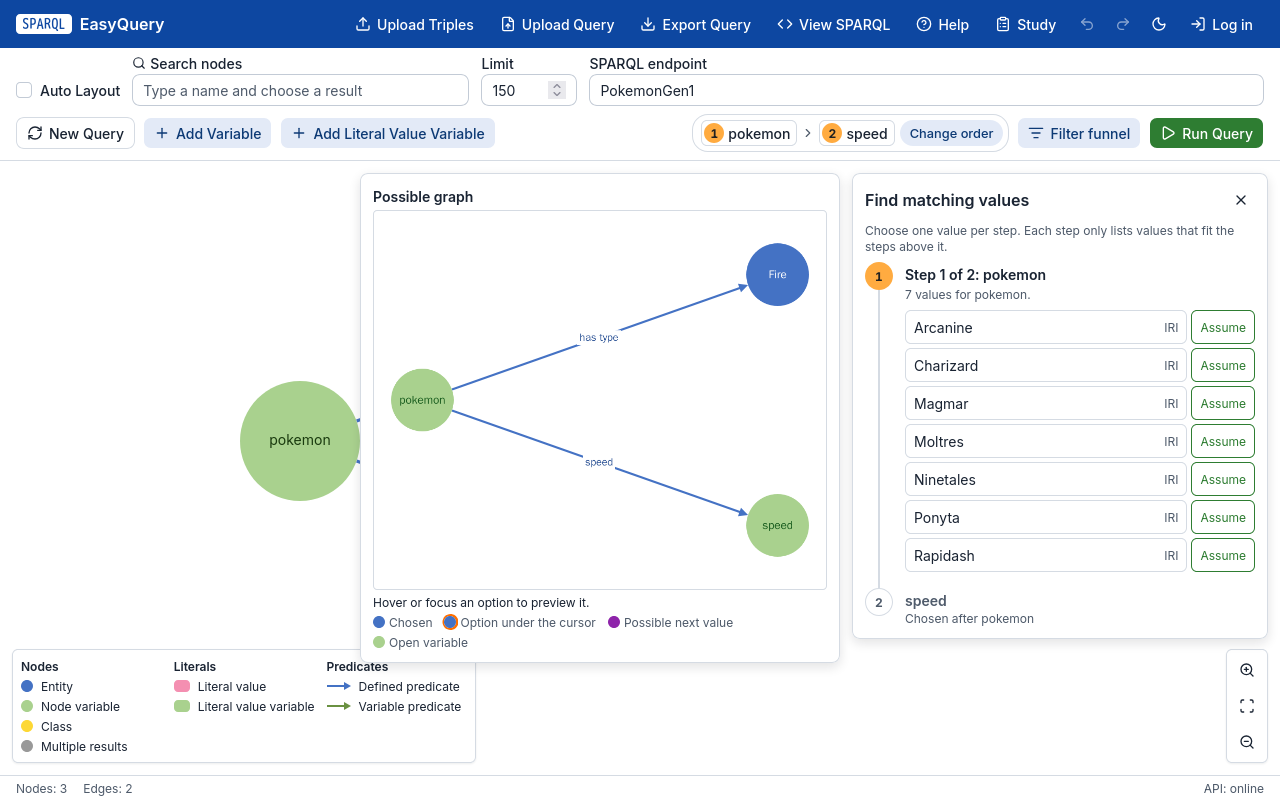 SPARQL EasyQuery Upload Triples Upload Query Export Query View SPARQL Help Study Log in
Search nodes Limit SPARQL endpoint
Auto Layout Type a name and choose a result 150 PokemonGen1
New Query Add Variable Add Literal Value Variable 1 pokemon 2 speed Change order Filter funnel Run Query
pokemon
Possible graph
Fire
has type
pokemon
speed
speed
Hover or focus an option to preview it.
Chosen Option under the cursor Possible next value
Open variable
Find matching values
Choose one value per step. Each step only lists values that fit the
steps above it.
1 Step 1 of 2: pokemon
7 values for pokemon.
Arcanine IRI Assume
Charizard IRI Assume
Magmar IRI Assume
Moltres IRI Assume
Ninetales IRI Assume
Ponyta IRI Assume
Rapidash IRI Assume
2 speed
Chosen after pokemon
Nodes Literals Predicates
Entity Literal value Defined predicate
Node variable Literal value variable Variable predicate
Class
Multiple results
Nodes: 3 Edges: 2 API: online